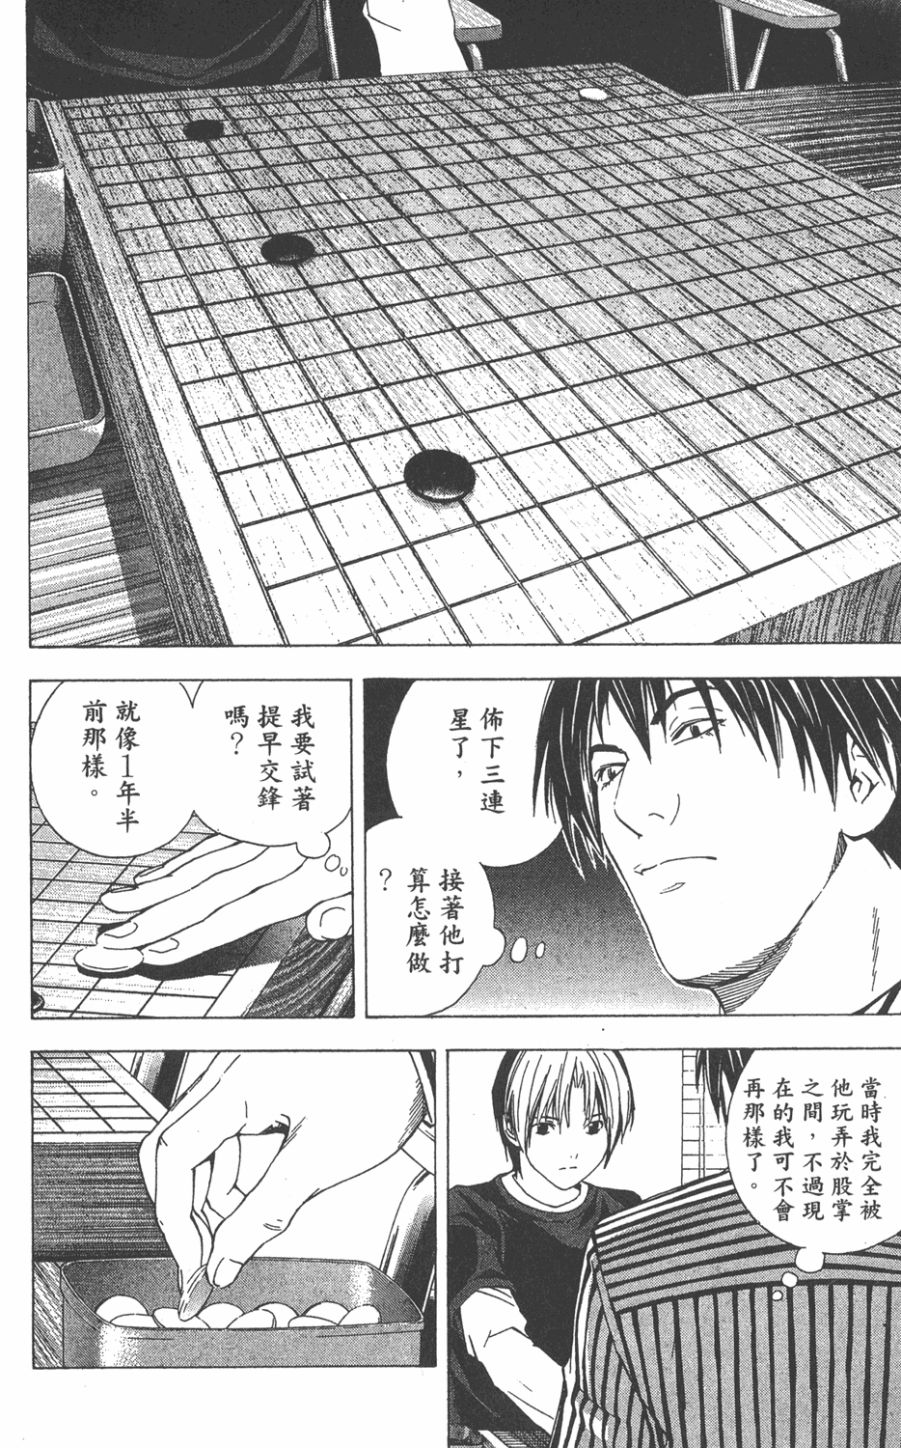 佈下三連
星了，
接著他打
算怎麼做
？
我要試著
提早交鋒
嗎？
就像1年半
前那樣。
當時我完全被
他玩弄於股掌
之間，不過現
在的我可不會
再那樣了。